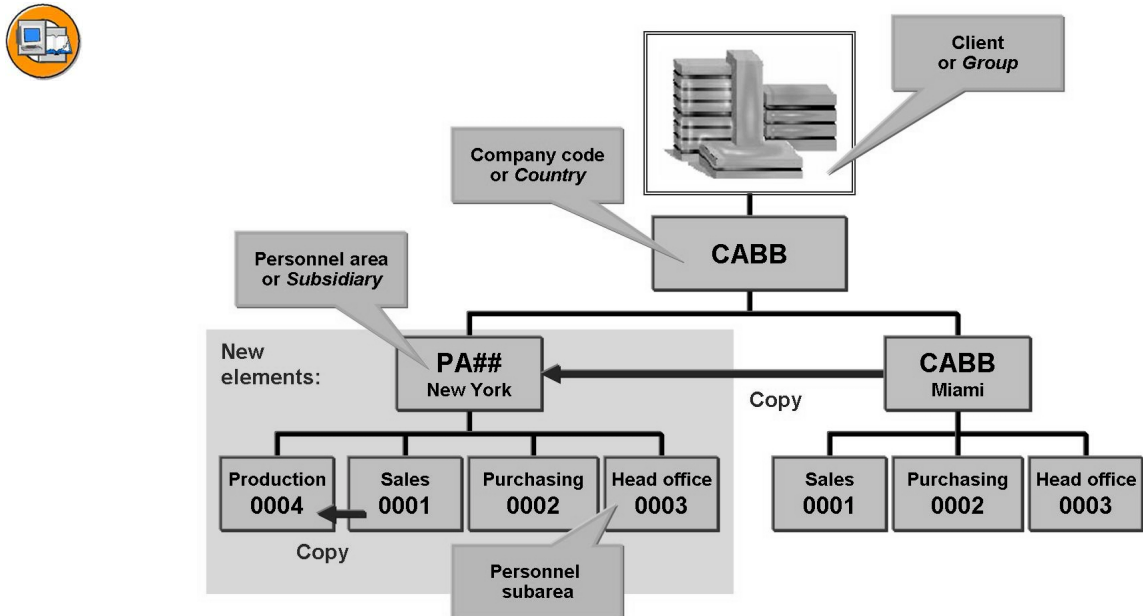 Client
or Group
Company code
or Country
CABB
Personnel area
or Subsidiary
New
elements:
PA##
New York
Copy
CABB
Miami
Production
0004
Sales
0001
Purchasing
0002
Head office
0003
Copy
Personnel
subarea
Sales
0001
Purchasing
0002
Head office
0003